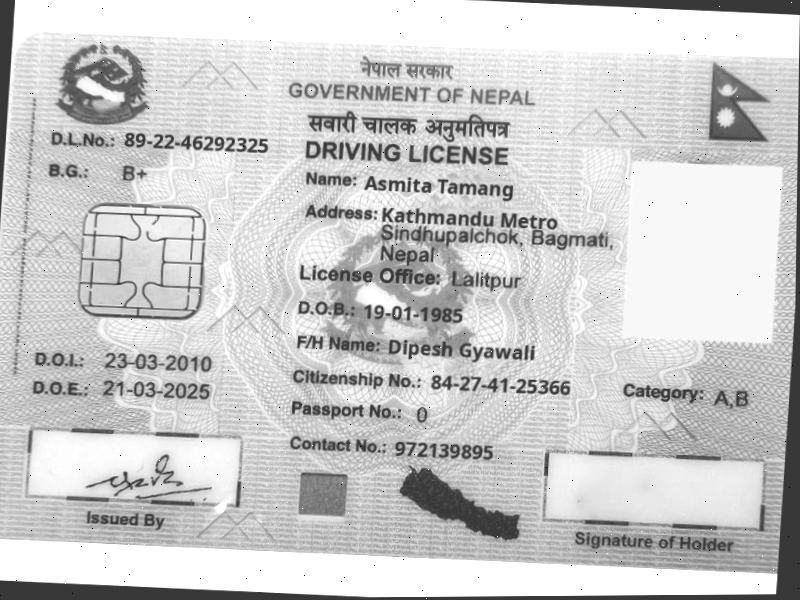 नेपाल सरकार
GOVERNMENT OF NEPAL
सवारी चालक अनुमतिपत्र
DRIVING LICENSE
D.L.No.: 89-22-46292325
B.G.: B+
Name: Asmita Tamang
Address: Kathmandu Metro
Sindhupalchok, Bagmati,
Nepal
License Office: Lalitpur
D.O.B.: 19-01-1985
F/H Name: Dipesh Gyawali
D.O.I.: 23-03-2010
D.O.E.: 21-03-2025
Citizenship No.: 84-27-41-25366
Category: A,B
Passport No.: 0
Contact No.: 972139895
Issued By
Signature of Holder